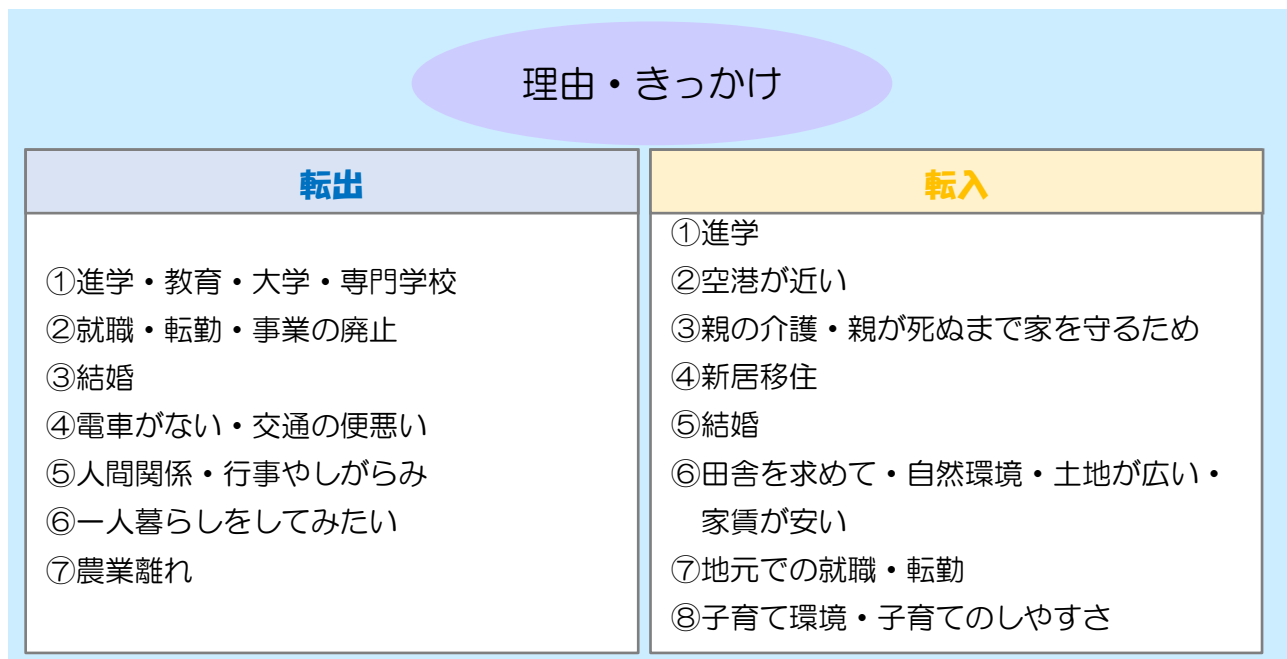 理由・きっかけ
転出
①進学・教育・大学・専門学校
②就職・転勤・事業の廃止
③結婚
④電車がない・交通の便悪い
⑤人間関係・行事やしがらみ
⑥一人暮らしをしてみたい
⑦農業離れ
転入
①進学
②空港が近い
③親の介護・親が死ぬまで家を守るため
④新居移住
⑤結婚
⑥田舎を求めて・自然環境・土地が広い・
家賃が安い
⑦地元での就職・転勤
⑧子育て環境・子育てのしやすさ